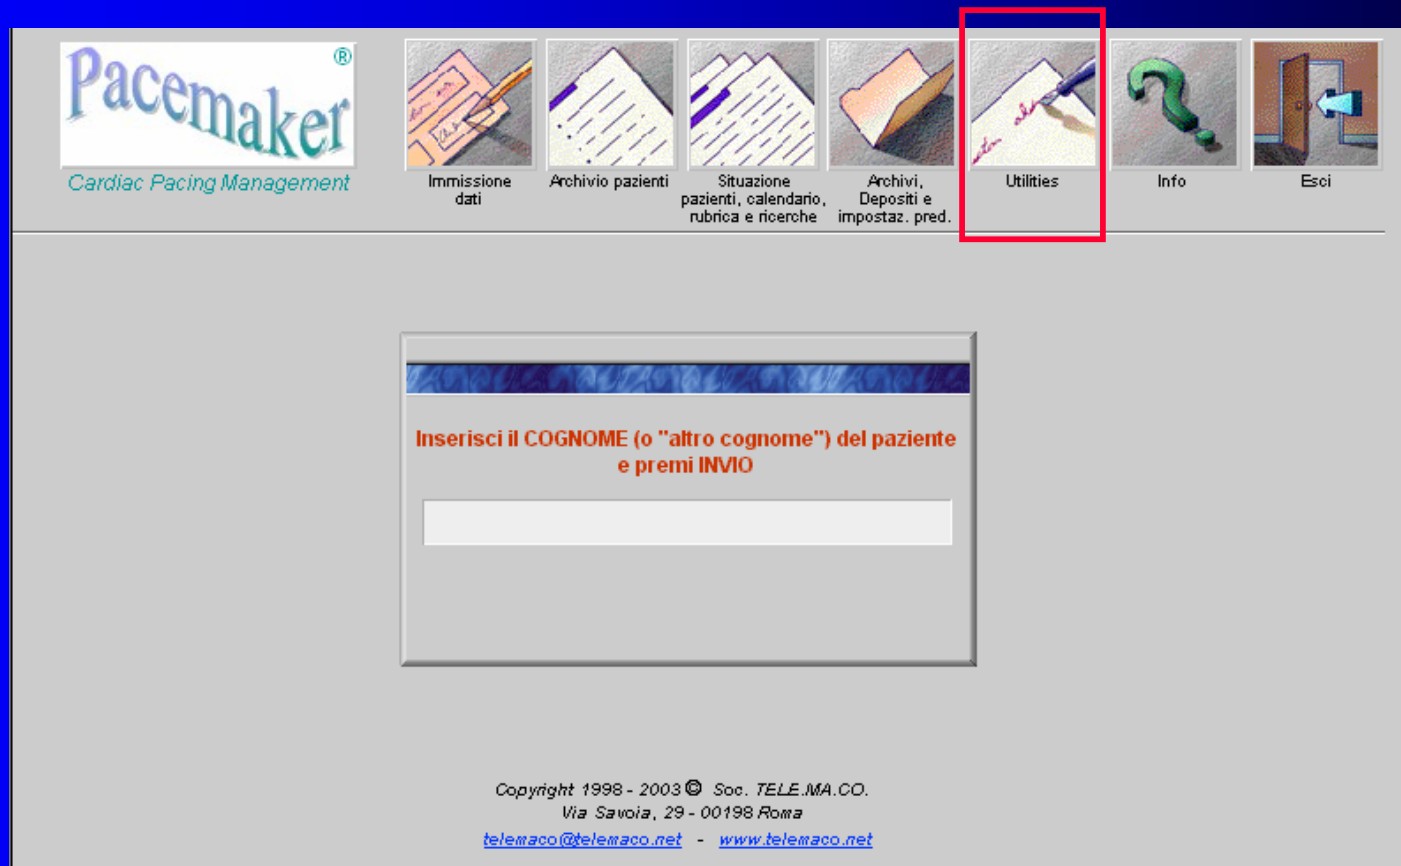 Pacemaker ®
Cardiac Pacing Management
Immissione
dati
Archivio pazienti
Situazione
pazienti, calendario,
rubrica e ricerche
Archivi,
Depositi e
impostaz. pred.
Utilities
Info
Esci
Inserisci il COGNOME (o "altro cognome") del paziente
e premi INVIO
Copyright 1998 - 2003 © Soc. TELE.MA.CO.
Via Savoia, 29 - 00198 Roma
telemaco@telemaco.net - www.telemaco.net